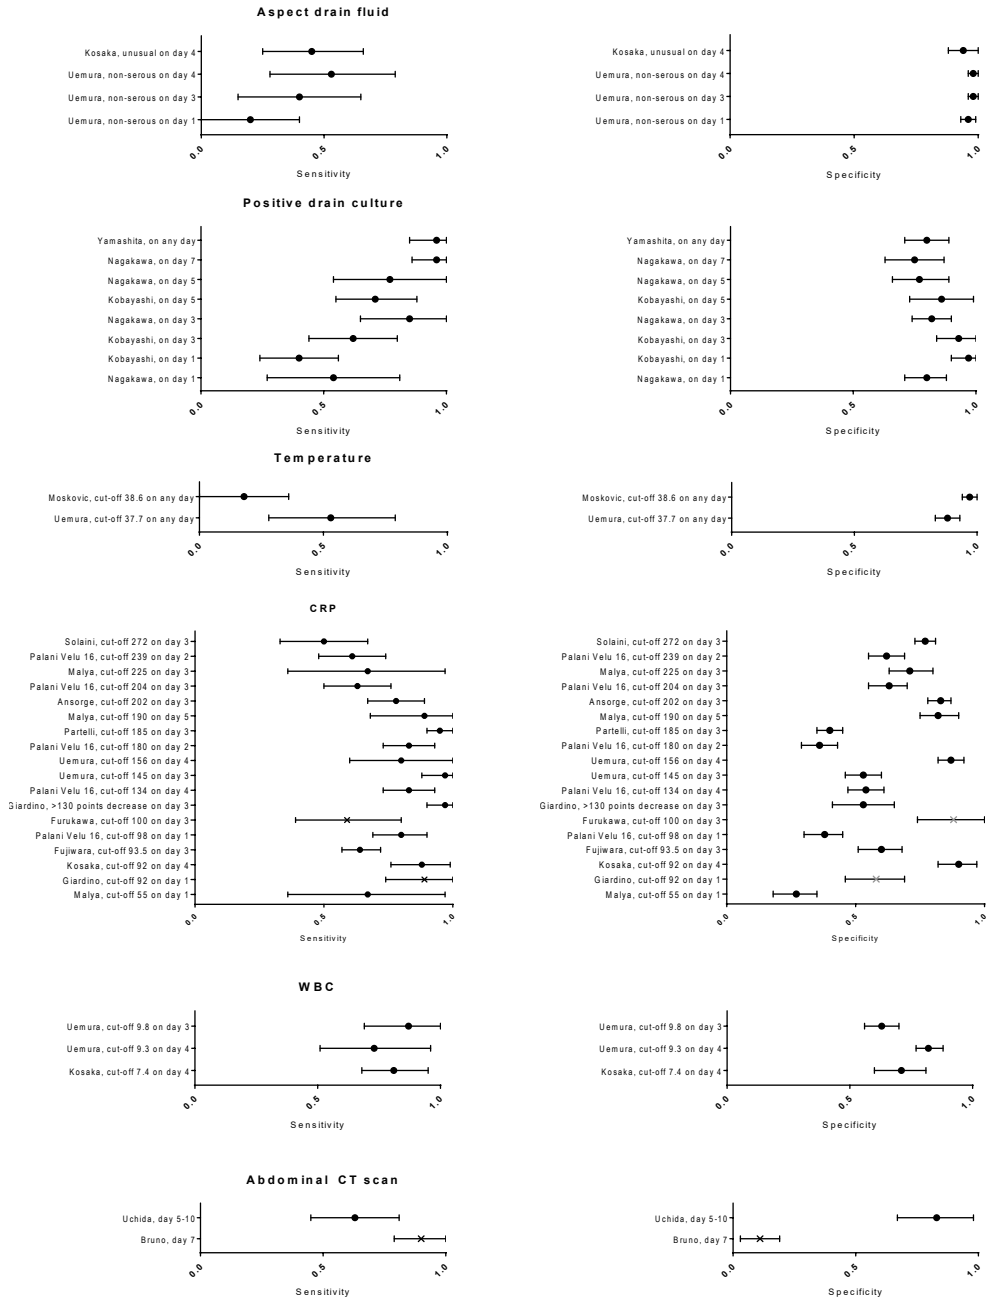 Aspect drain fluid
Kosaka, unusual on day 4
Uemura, non-serous on day 4
Uemura, non-serous on day 3
Uemura, non-serous on day 1
0.0 0.5 1.0
Sensitivity
Kosaka, unusual on day 4
Uemura, non-serous on day 4
Uemura, non-serous on day 3
Uemura, non-serous on day 1
0.0 0.5 1.0
Specificity
Positive drain culture
Yamashita, on any day
Nagakawa, on day 7
Nagakawa, on day 5
Kobayashi, on day 5
Nagakawa, on day 3
Kobayashi, on day 3
Kobayashi, on day 1
Nagakawa, on day 1
0.0 0.5 1.0
Sensitivity
Yamashita, on any day
Nagakawa, on day 7
Nagakawa, on day 5
Kobayashi, on day 5
Nagakawa, on day 3
Kobayashi, on day 3
Kobayashi, on day 1
Nagakawa, on day 1
0.0 0.5 1.0
Specificity
Temperature
Moskovic, cut-off 38.6 on any day
Uemura, cut-off 37.7 on any day
0.0 0.5 1.0
Sensitivity
Moskovic, cut-off 38.6 on any day
Uemura, cut-off 37.7 on any day
0.0 0.5 1.0
Specificity
CRP
Solaini, cut-off 272 on day 3
Palani Velu 16, cut-off 239 on day 2
Malya, cut-off 225 on day 3
Palani Velu 16, cut-off 204 on day 3
Ansorge, cut-off 202 on day 3
Malya, cut-off 190 on day 5
Partelli, cut-off 185 on day 3
Palani Velu 16, cut-off 180 on day 2
Uemura, cut-off 156 on day 4
Uemura, cut-off 145 on day 3
Palani Velu 16, cut-off 134 on day 4
Giardino, >130 points decrease on day 3
Furukawa, cut-off 100 on day 3
Palani Velu 16, cut-off 98 on day 1
Fujiwara, cut-off 93.5 on day 3
Kosaka, cut-off 92 on day 4
Giardino, cut-off 92 on day 1
Malya, cut-off 55 on day 1
0.0 0.5 1.0
Sensitivity
Solaini, cut-off 272 on day 3
Palani Velu 16, cut-off 239 on day 2
Malya, cut-off 225 on day 3
Palani Velu 16, cut-off 204 on day 3
Ansorge, cut-off 202 on day 3
Malya, cut-off 190 on day 5
Partelli, cut-off 185 on day 3
Palani Velu 16, cut-off 180 on day 2
Uemura, cut-off 156 on day 4
Uemura, cut-off 145 on day 3
Palani Velu 16, cut-off 134 on day 4
Giardino, >130 points decrease on day 3
Furukawa, cut-off 100 on day 3
Palani Velu 16, cut-off 98 on day 1
Fujiwara, cut-off 93.5 on day 3
Kosaka, cut-off 92 on day 4
Giardino, cut-off 92 on day 1
Malya, cut-off 55 on day 1
0.0 0.5 1.0
Specificity
WBC
Uemura, cut-off 9.8 on day 3
Uemura, cut-off 9.3 on day 4
Kosaka, cut-off 7.4 on day 4
0.0 0.5 1.0
Sensitivity
Uemura, cut-off 9.8 on day 3
Uemura, cut-off 9.3 on day 4
Kosaka, cut-off 7.4 on day 4
0.0 0.5 1.0
Specificity
Abdominal CT scan
Uchida, day 5-10
Bruno, day 7
0.0 0.5 1.0
Sensitivity
Uchida, day 5-10
Bruno, day 7
0.0 0.5 1.0
Specificity